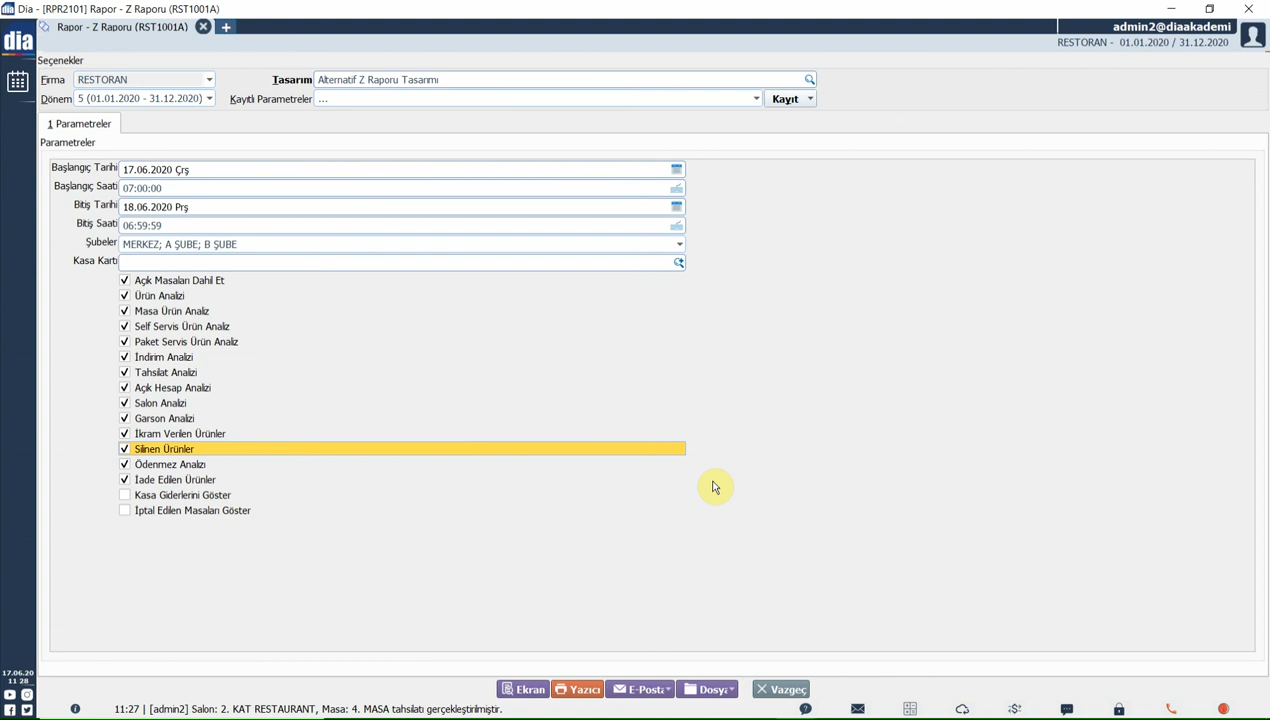 Dia - [RPR2101] Rapor - Z Raporu (RST1001A)
Rapor - Z Raporu (RST1001A)
admin2@diaakademi
RESTORAN - 01.01.2020 / 31.12.2020
dia
Seçenekler
Firma RESTORAN Tasarım Alternatif Z Raporu Tasarımı
Dönem 5 (01.01.2020 - 31.12.2020) Kayıtlı Parametreler ... Kayıt
1 Parametreler
Parametreler
Başlangıç Tarihi 17.06.2020 Çrş
Başlangıç Saati 07:00:00
Bitiş Tarihi 18.06.2020 Prş
Bitiş Saati 06:59:59
Şubeler MERKEZ; A ŞUBE; B ŞUBE
Kasa Kartı
Açık Masaları Dahil Et
Ürün Analizi
Masa Ürün Analiz
Self Servis Ürün Analiz
Paket Servis Ürün Analiz
İndirim Analizi
Tahsilat Analizi
Açık Hesap Analizi
Salon Analizi
Garson Analizi
İkram Verilen Ürünler
Silinen Ürünler
Ödenmez Analizi
İade Edilen Ürünler
Kasa Giderlerini Göster
İptal Edilen Masaları Göster
17.06.20
11 28
Ekran Yazıcı E-Posta Dosya Vazgeç
11:27 | [admin2] Salon: 2. KAT RESTAURANT, Masa: 4. MASA tahsilatı gerçekleştirilmiştir.